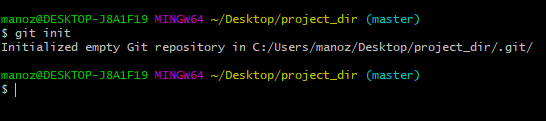 manoz@DESKTOP-J8A1F19 MINGW64 ~/Desktop/project_dir (master)
$ git init
Initialized empty Git repository in C:/Users/manoz/Desktop/project_dir/.git/
manoz@DESKTOP-J8A1F19 MINGW64 ~/Desktop/project_dir (master)
$